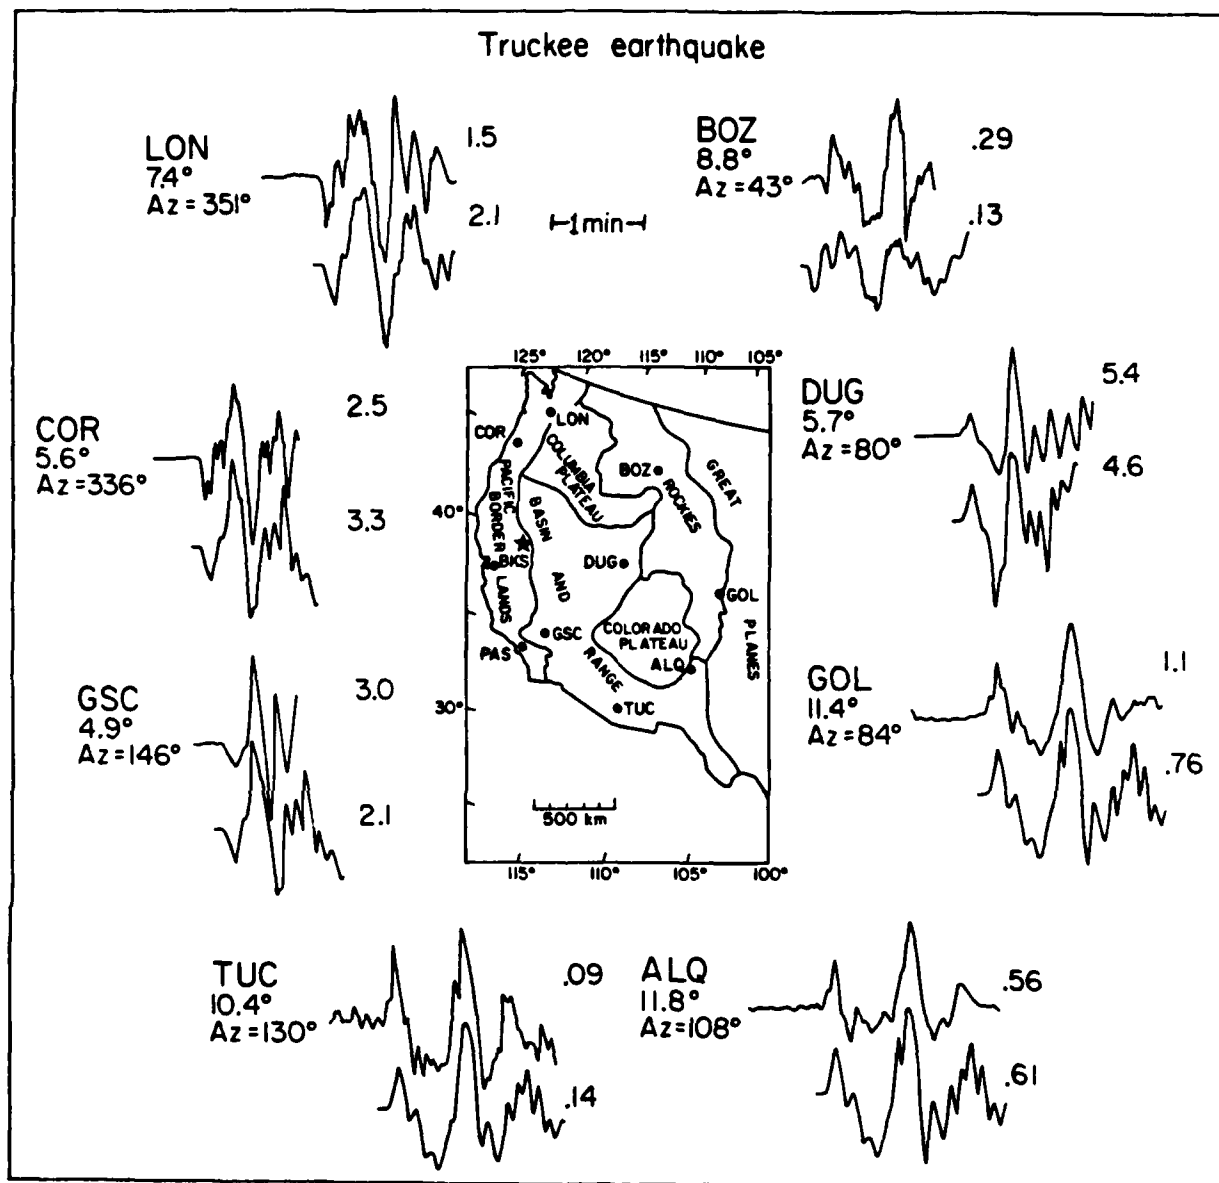 Truckee earthquake
LON
7.4°
Az=351°
1.5
2.1
1 min
BOZ
8.8°
Az=43°
.29
.13
COR
5.6°
Az=336°
2.5
3.3
DUG
5.7°
Az=80°
5.4
4.6
GSC
4.9°
Az=146°
3.0
2.1
GOL
11.4°
Az=84°
1.1
.76
TUC
10.4°
Az=130°
.09
.14
ALQ
11.8°
Az=108°
.56
.61
125° 120° 115° 110° 105°
LON
COR
COLUMBIA
PLATEAU
BOZ
GREAT
PLANES
ROCKIES
PACIFIC
BORDER
LANDS
BASIN
AND
RANGE
40°
BKS
DUG
GOL
GSC
COLORADO
PLATEAU
PAS
ALQ
30°
TUC
500 km
115° 110° 105° 100°